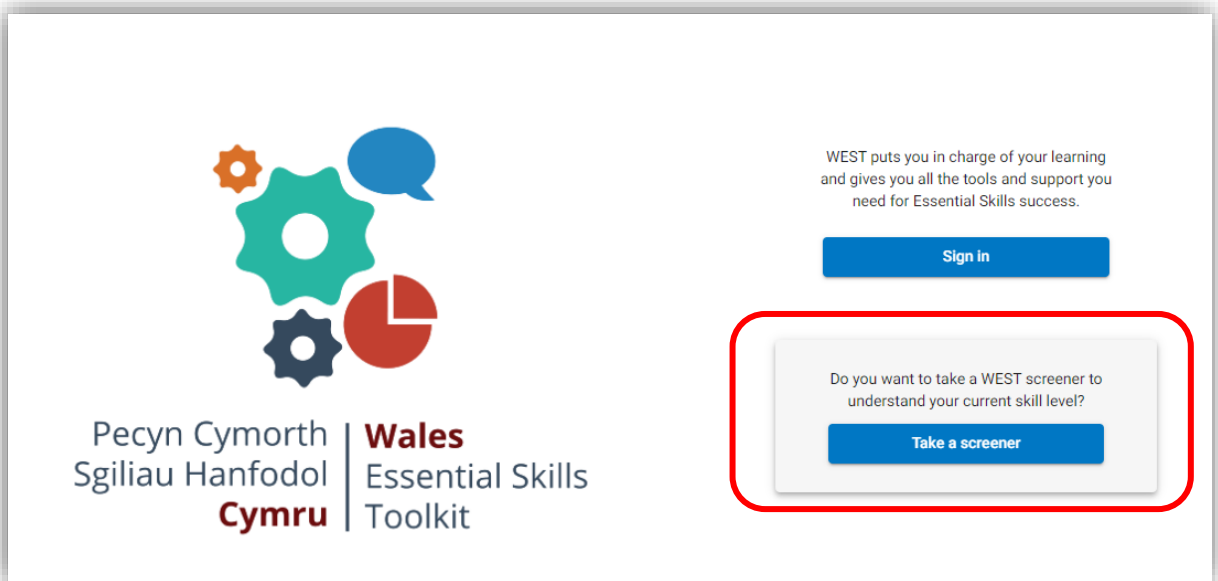 Pecyn Cymorth
Sgiliau Hanfodol
Cymru
Wales
Essential Skills
Toolkit
WEST puts you in charge of your learning
and gives you all the tools and support you
need for Essential Skills success.
Sign in
Do you want to take a WEST screener to
understand your current skill level?
Take a screener